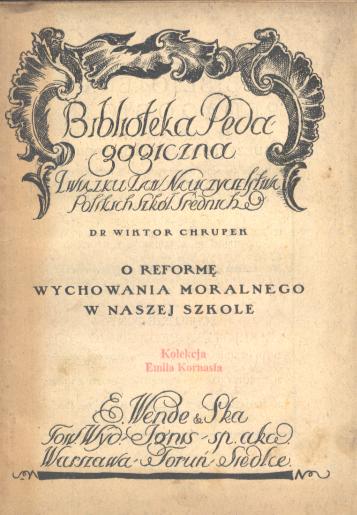 Biblioteka Peda
gogiczna
Związku Zaw. Nauczycielstwa
Polskich Szkół Średnich
DR WIKTOR CHRUPEK
O REFORMĘ
WYCHOWANIA MORALNEGO
W NASZEJ SZKOLE
Kolekcja
Emila Kornasia
E. Wende & Ska
Tow. Wyd. "Ignis" sp. akc.
Warszawa-Toruń-Siedlce